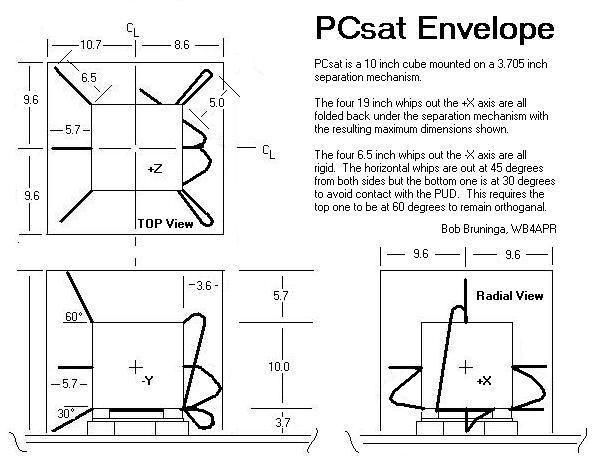 PCsat Envelope
PCsat is a 10 inch cube mounted on a 3.705 inch
separation mechanism.
The four 19 inch whips out the +X axis are all
folded back under the separation mechanism with
the resulting maximum dimensions shown.
The four 6.5 inch whips out the -X axis are all
rigid. The horizontal whips are out at 45 degrees
from both sides but the bottom one is at 30 degrees
to avoid contact with the PUD. This requires the
top one to be at 60 degrees to remain orthoganal.
Bob Bruninga, WB4APR
CL
10.7
8.6
6.5
5.0
9.6
5.7
CL
+Z
9.6
TOP View
3.6
60°
5.7
-Y
5.7
10.0
30°
3.7
9.6
9.6
Radial View
+X